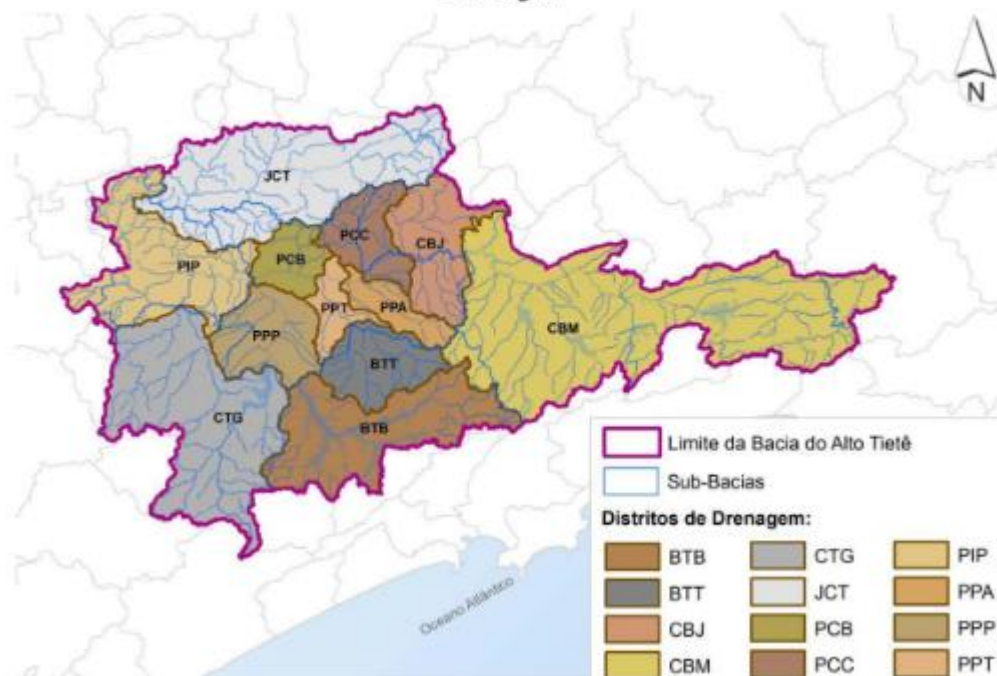 N
JCT
PCC
CBJ
PIP
PCB
PPT
PPA
CBM
PPP
BTT
CTG
BTB
Limite da Bacia do Alto Tietê
Sub-Bacias
Distritos de Drenagem:
BTB
CTG
PIP
BTT
JCT
PPA
CBJ
PCB
PPP
CBM
PCC
PPT
Oceano Atlântico